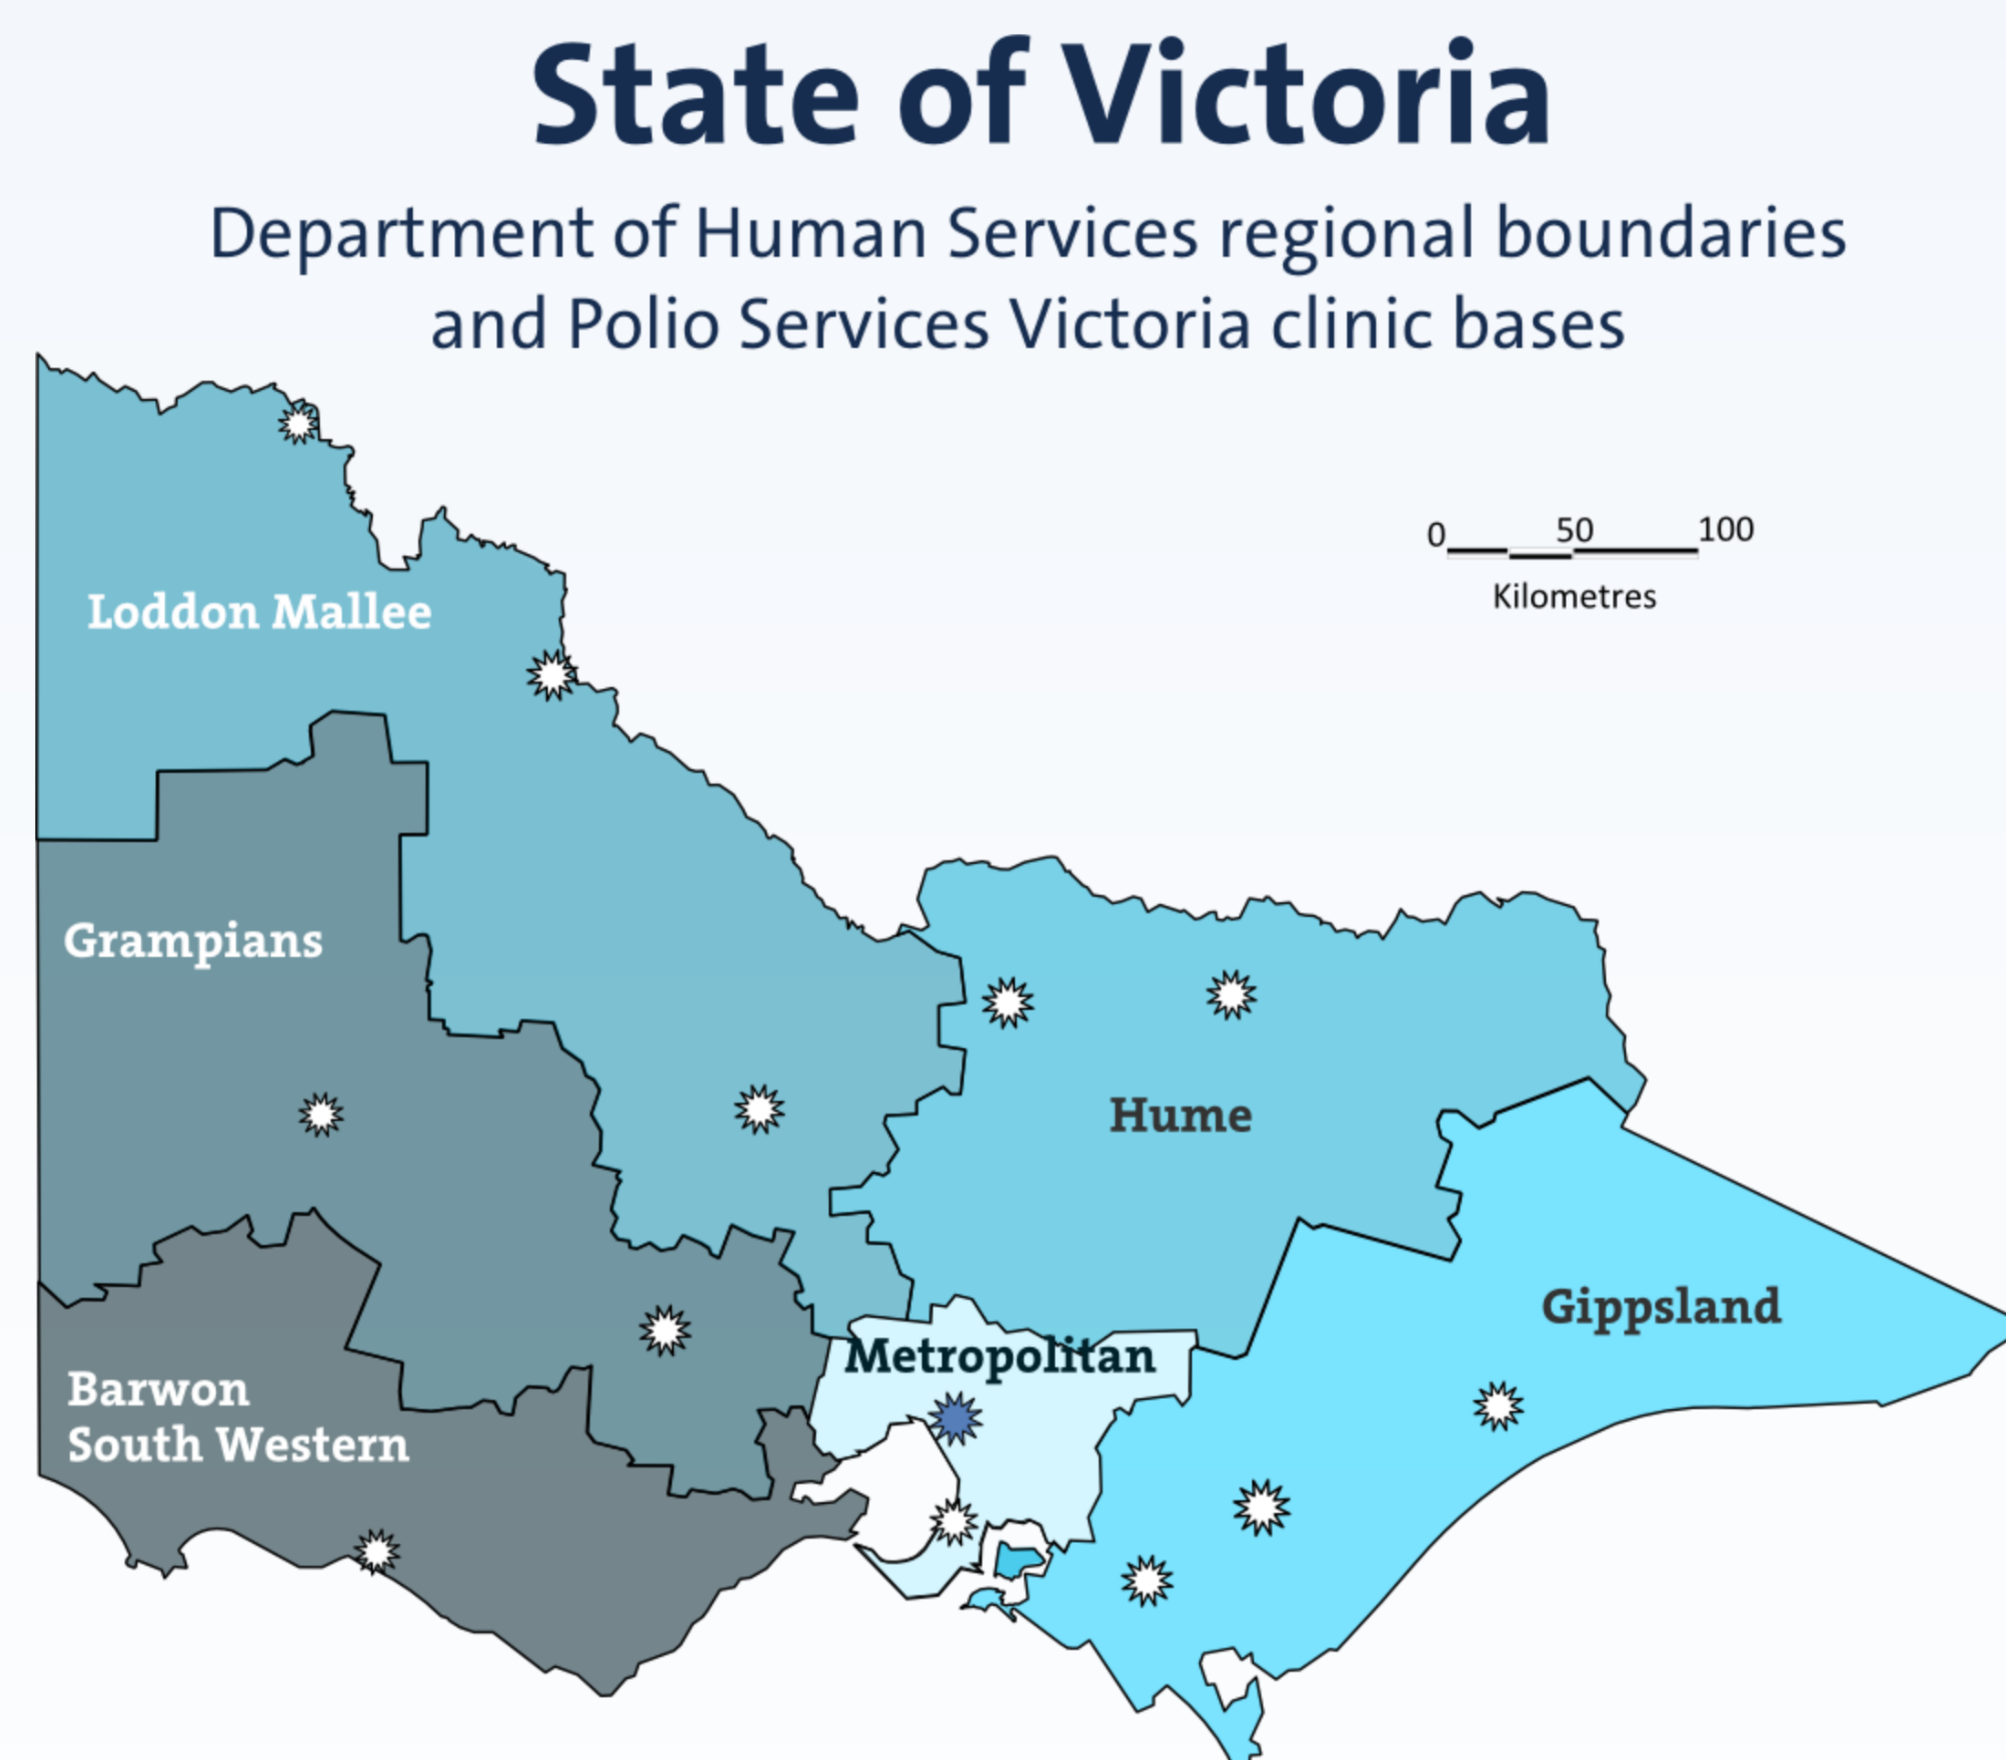 State of Victoria
Department of Human Services regional boundaries
and Polio Services Victoria clinic bases
0 50 100
Kilometres
Loddon Mallee
Grampians
Hume
Gippsland
Metropolitan
Barwon
South Western